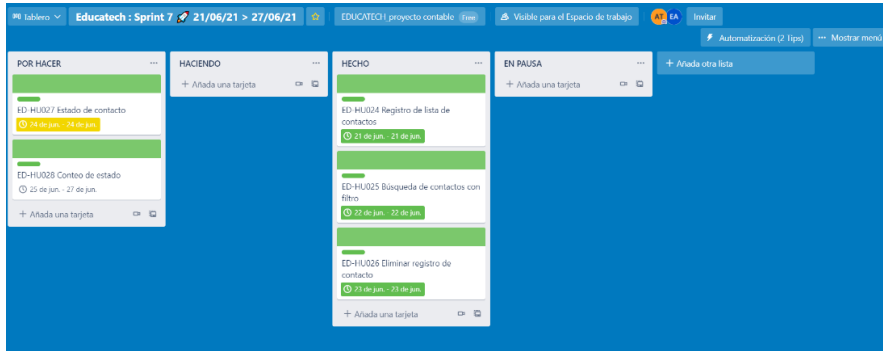 Tablero
Educatech : Sprint 7 🚀 21/06/21 > 27/06/21
EDUCATECH proyecto contable Free
Visible para el Espacio de trabajo
AT EA
Invitar
Automatización (2 Tips)
Mostrar menú
POR HACER
ED-HU027 Estado de contacto
24 de jun. - 24 de jun.
ED-HU028 Conteo de estado
25 de jun. - 27 de jun.
+ Añada una tarjeta
HACIENDO
+ Añada una tarjeta
HECHO
ED-HU024 Registro de lista de
contactos
21 de jun. - 21 de jun.
ED-HU025 Búsqueda de contactos con
filtro
22 de jun. - 22 de jun.
ED-HU026 Eliminar registro de
contacto
23 de jun. - 23 de jun.
+ Añada una tarjeta
EN PAUSA
+ Añada una tarjeta
+ Añada otra lista